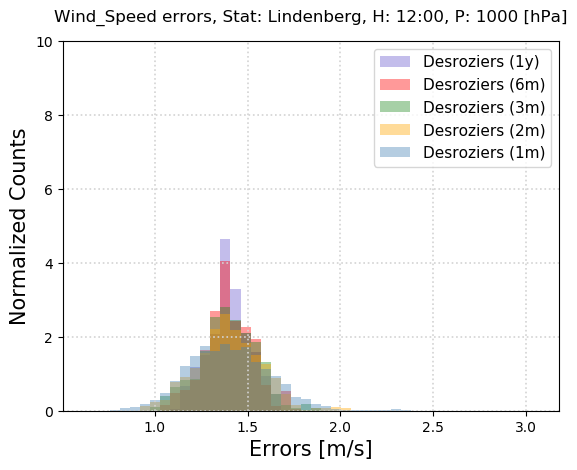 Wind_Speed errors, Stat: Lindenberg, H: 12:00, P: 1000 [hPa]
10
8
6
4
2
0
Normalized Counts
Desroziers (1y)
Desroziers (6m)
Desroziers (3m)
Desroziers (2m)
Desroziers (1m)
1.0 1.5 2.0 2.5 3.0
Errors [m/s]